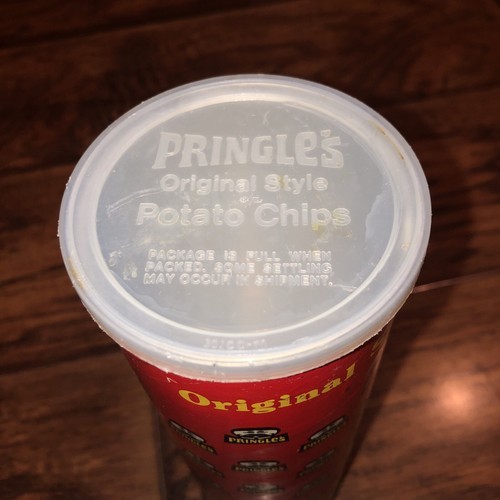 PRINGLE'S
Original Style
Potato Chips
PACKAGE IS FULL WHEN
PACKED. SOME SETTLING
MAY OCCUR IN SHIPMENT.
Original
PRINGLE'S